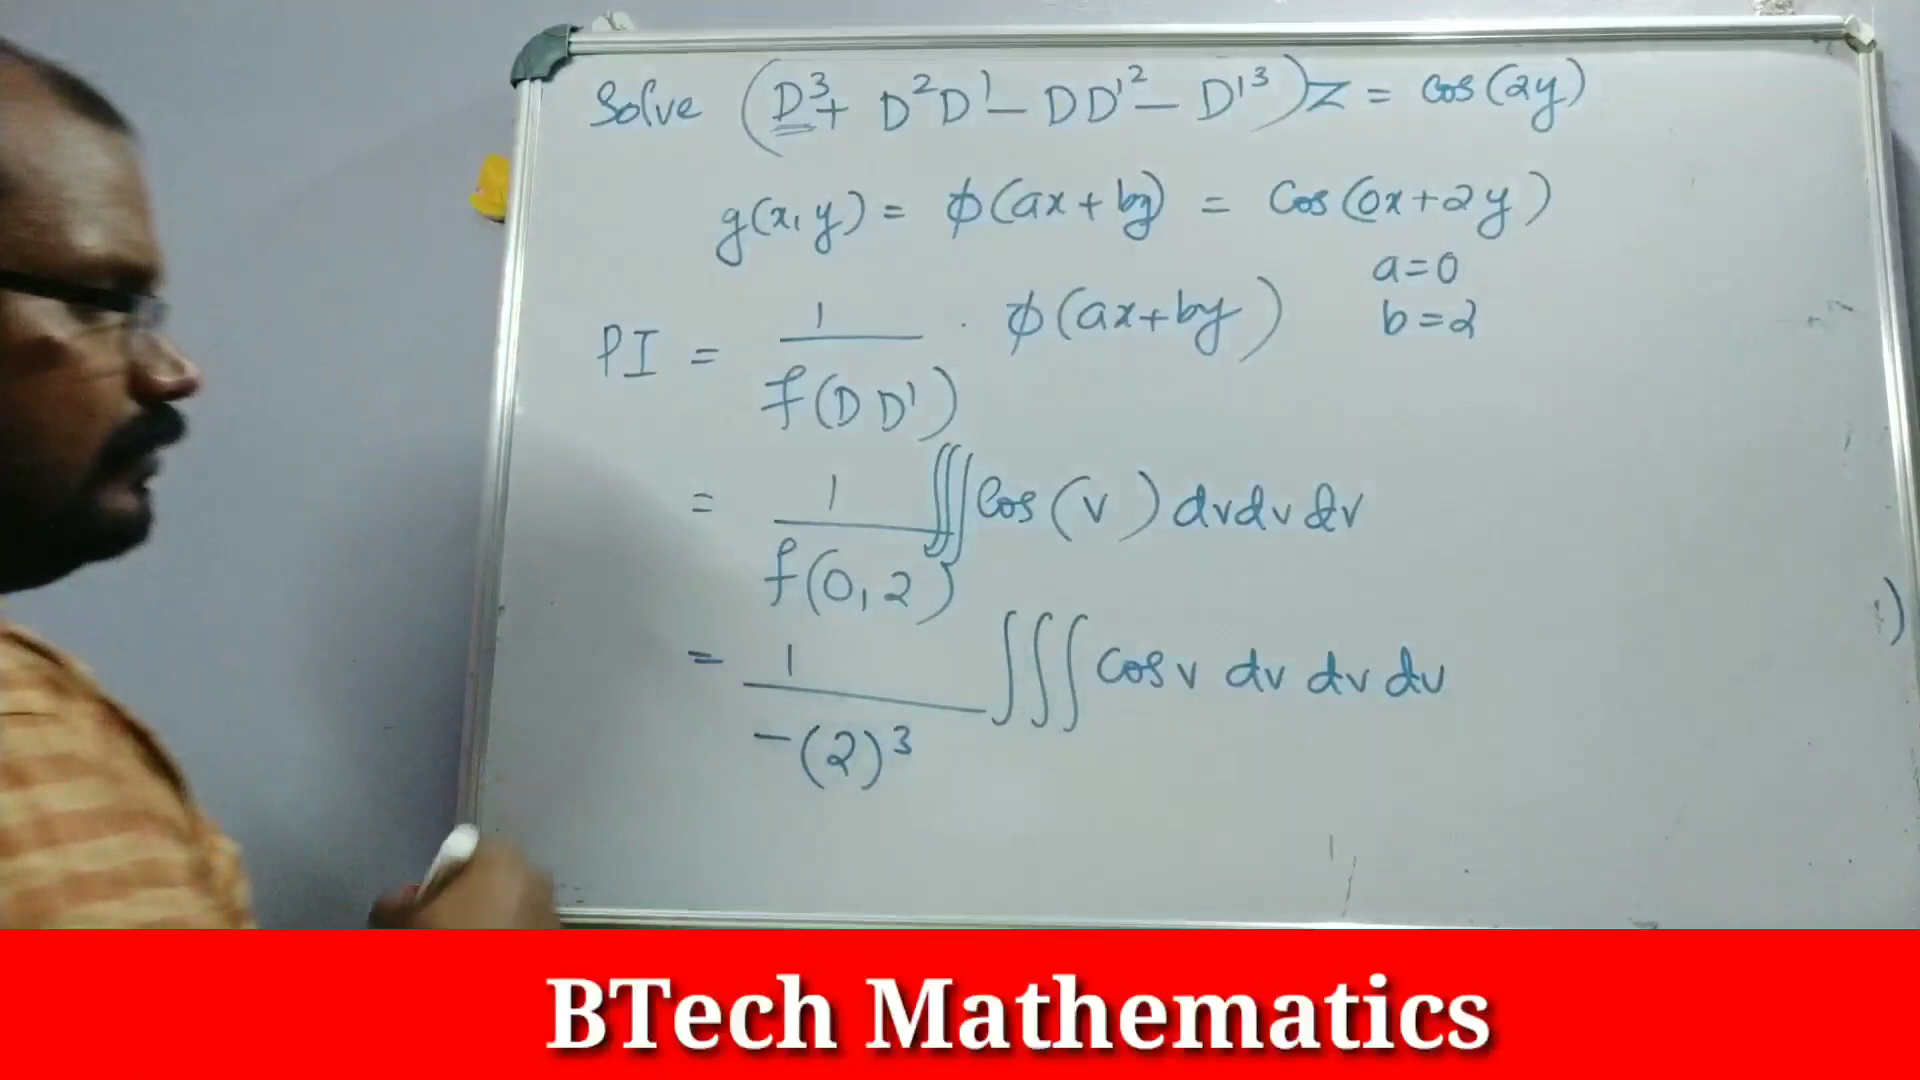 Solve (D³ + D²D' - DD'² - D'³)z = cos(2y)
g(x, y) = φ(ax + by) = Cos(0x + 2y)
a = 0
PI = 1 / f(D D') · φ(ax + by) b = 2
= 1 / f(0, 2) ∭ Cos(v) dv dv dv
= 1 / -(2)³ ∫∫∫ Cos v dv dv dv
)
BTech Mathematics